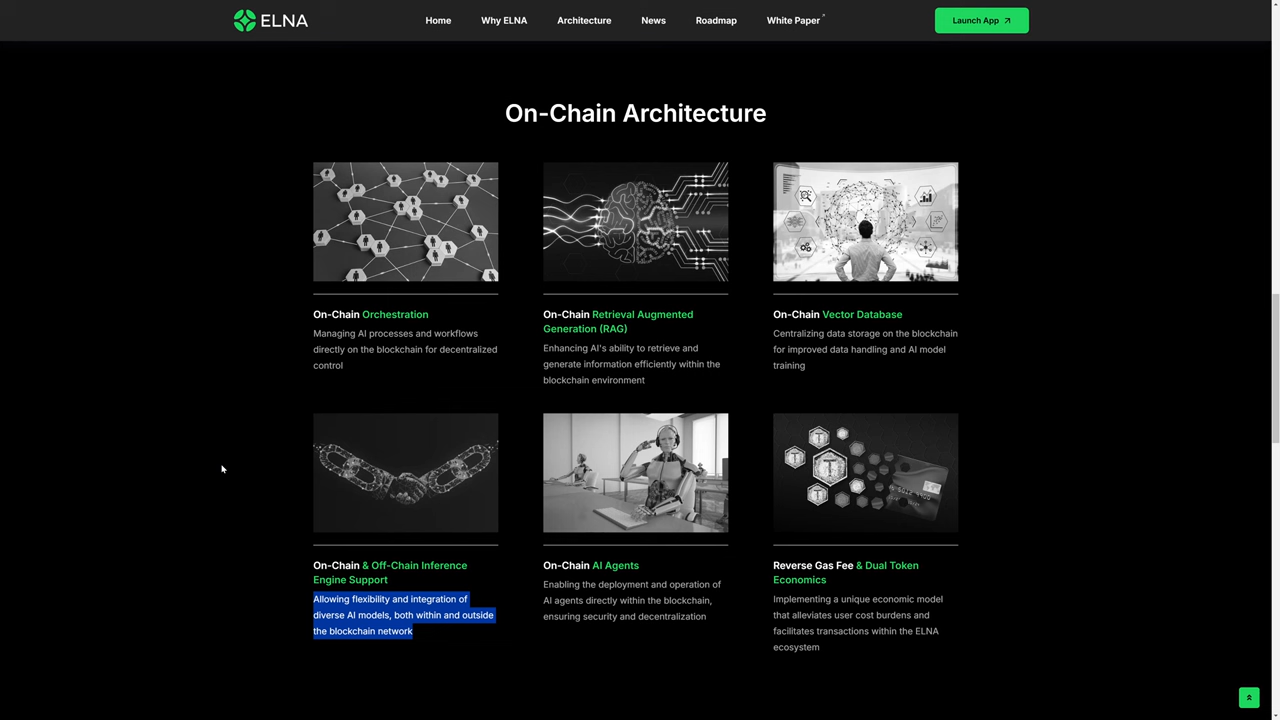 ELNA
Home
Why ELNA
Architecture
News
Roadmap
White Paper
Launch App
On-Chain Architecture
On-Chain Orchestration
Managing AI processes and workflows
directly on the blockchain for decentralized
control
On-Chain Retrieval Augmented
Generation (RAG)
Enhancing AI's ability to retrieve and
generate information efficiently within the
blockchain environment
On-Chain Vector Database
Centralizing data storage on the blockchain
for improved data handling and AI model
training
On-Chain & Off-Chain Inference
Engine Support
Allowing flexibility and integration of
diverse AI models, both within and outside
the blockchain network
On-Chain AI Agents
Enabling the deployment and operation of
AI agents directly within the blockchain,
ensuring security and decentralization
Reverse Gas Fee & Dual Token
Economics
Implementing a unique economic model
that alleviates user cost burdens and
facilitates transactions within the ELNA
ecosystem